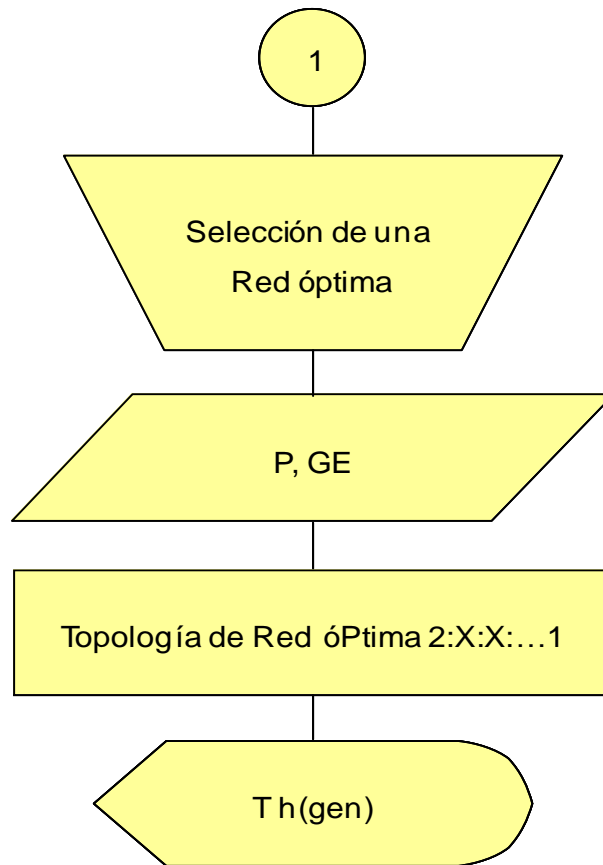 1
Selección de una
Red óptima
P, GE
Topología de Red óPtima 2:X:X:…1
T h(gen)